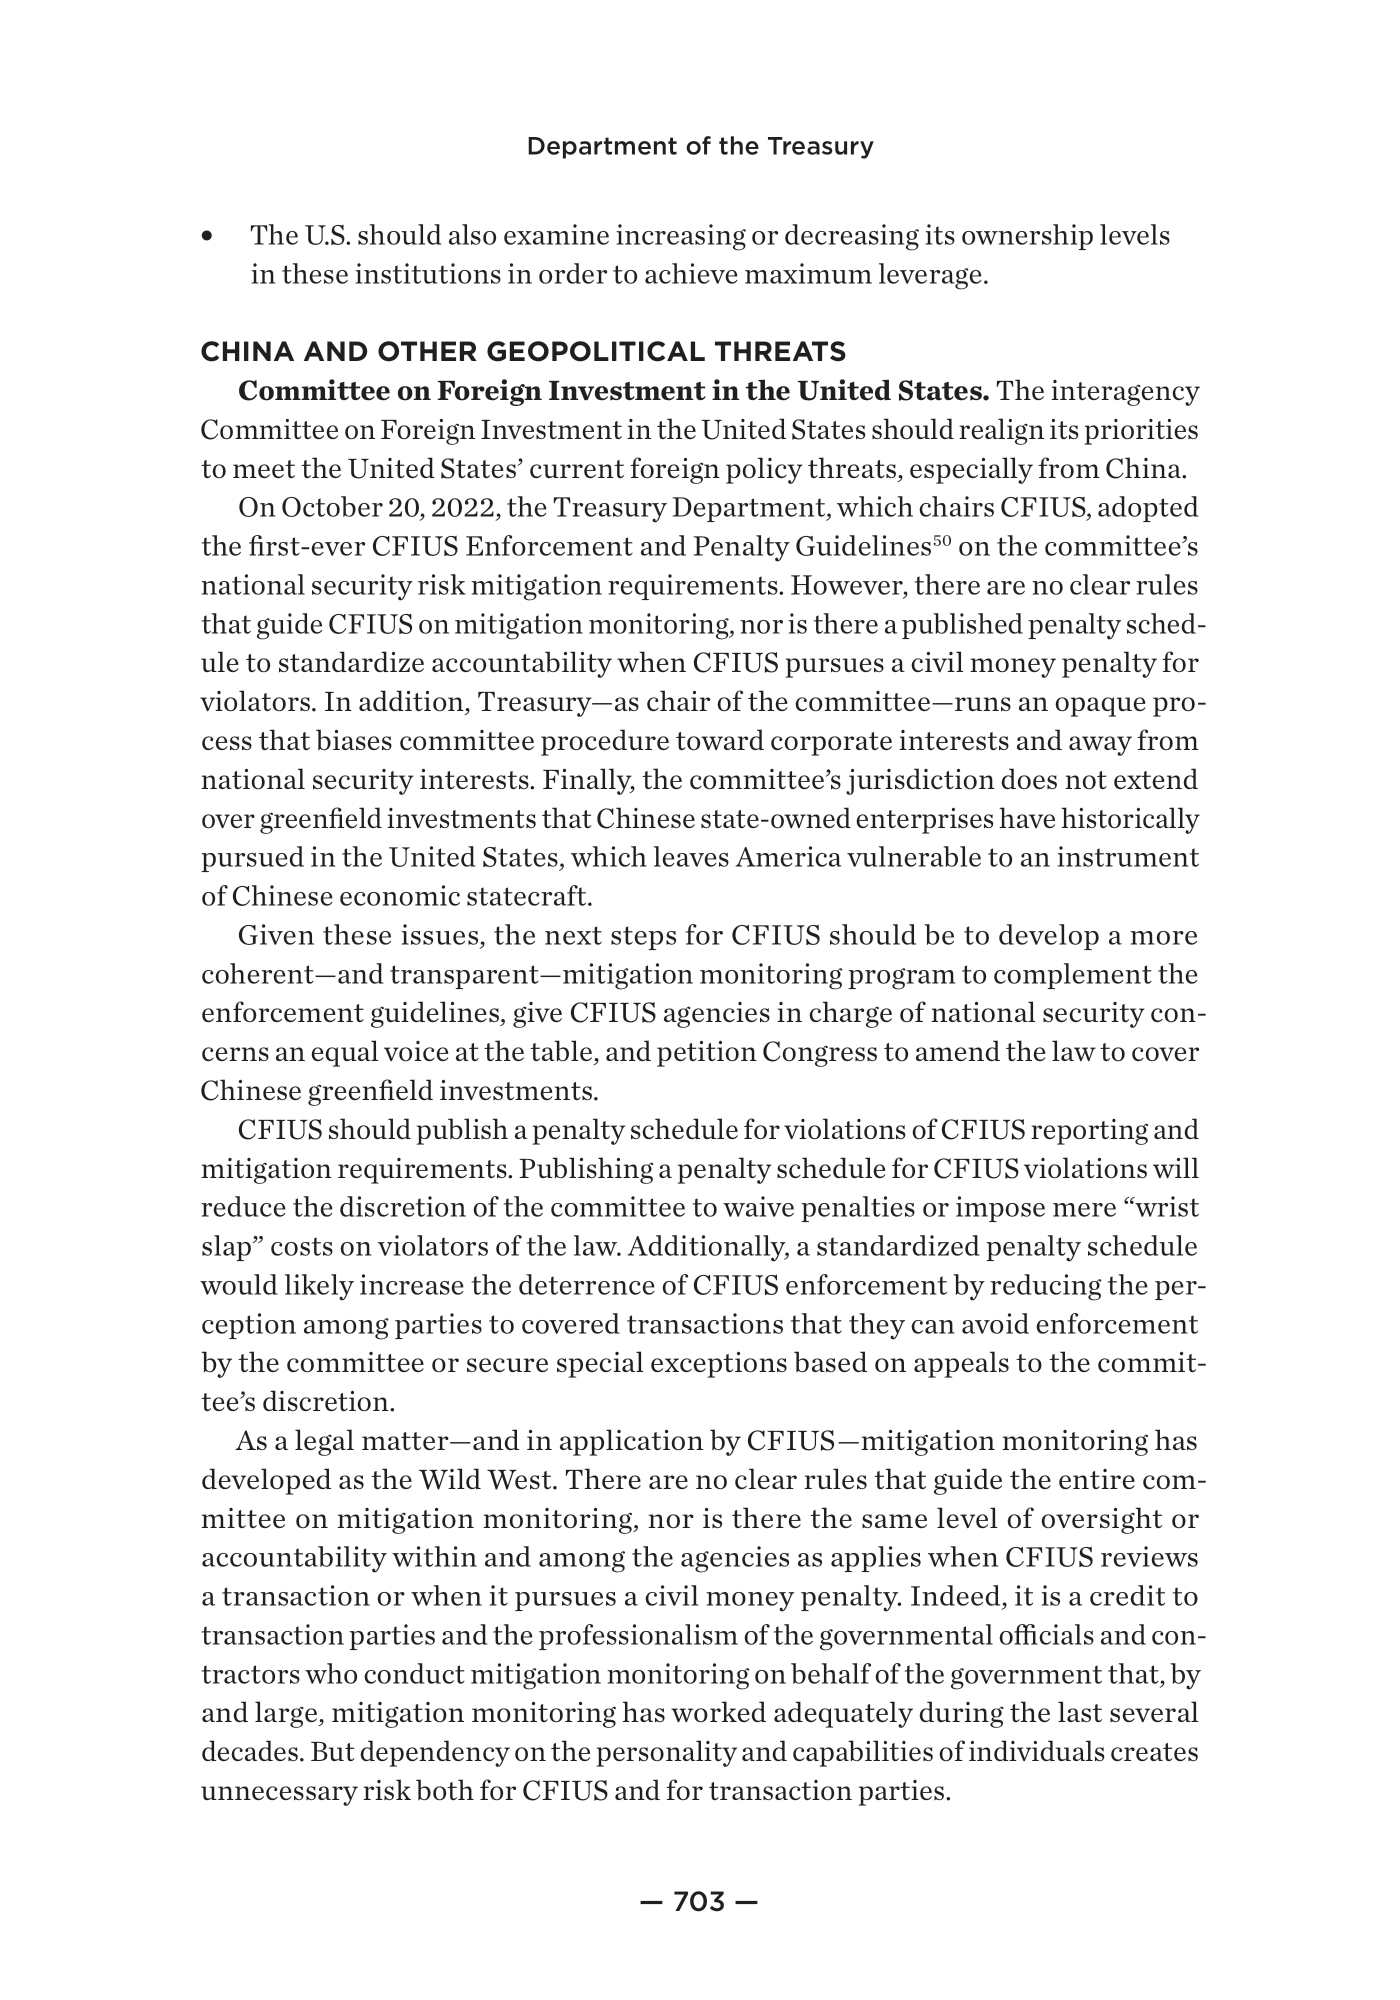 Department of the Treasury
• The U.S. should also examine increasing or decreasing its ownership levels
in these institutions in order to achieve maximum leverage.
CHINA AND OTHER GEOPOLITICAL THREATS
Committee on Foreign Investment in the United States. The interagency
Committee on Foreign Investment in the United States should realign its priorities
to meet the United States’ current foreign policy threats, especially from China.
On October 20, 2022, the Treasury Department, which chairs CFIUS, adopted
the first-ever CFIUS Enforcement and Penalty Guidelines⁵⁰ on the committee’s
national security risk mitigation requirements. However, there are no clear rules
that guide CFIUS on mitigation monitoring, nor is there a published penalty sched-
ule to standardize accountability when CFIUS pursues a civil money penalty for
violators. In addition, Treasury—as chair of the committee—runs an opaque pro-
cess that biases committee procedure toward corporate interests and away from
national security interests. Finally, the committee’s jurisdiction does not extend
over greenfield investments that Chinese state-owned enterprises have historically
pursued in the United States, which leaves America vulnerable to an instrument
of Chinese economic statecraft.
Given these issues, the next steps for CFIUS should be to develop a more
coherent—and transparent—mitigation monitoring program to complement the
enforcement guidelines, give CFIUS agencies in charge of national security con-
cerns an equal voice at the table, and petition Congress to amend the law to cover
Chinese greenfield investments.
CFIUS should publish a penalty schedule for violations of CFIUS reporting and
mitigation requirements. Publishing a penalty schedule for CFIUS violations will
reduce the discretion of the committee to waive penalties or impose mere “wrist
slap” costs on violators of the law. Additionally, a standardized penalty schedule
would likely increase the deterrence of CFIUS enforcement by reducing the per-
ception among parties to covered transactions that they can avoid enforcement
by the committee or secure special exceptions based on appeals to the commit-
tee’s discretion.
As a legal matter—and in application by CFIUS—mitigation monitoring has
developed as the Wild West. There are no clear rules that guide the entire com-
mittee on mitigation monitoring, nor is there the same level of oversight or
accountability within and among the agencies as applies when CFIUS reviews
a transaction or when it pursues a civil money penalty. Indeed, it is a credit to
transaction parties and the professionalism of the governmental officials and con-
tractors who conduct mitigation monitoring on behalf of the government that, by
and large, mitigation monitoring has worked adequately during the last several
decades. But dependency on the personality and capabilities of individuals creates
unnecessary risk both for CFIUS and for transaction parties.
— 703 —